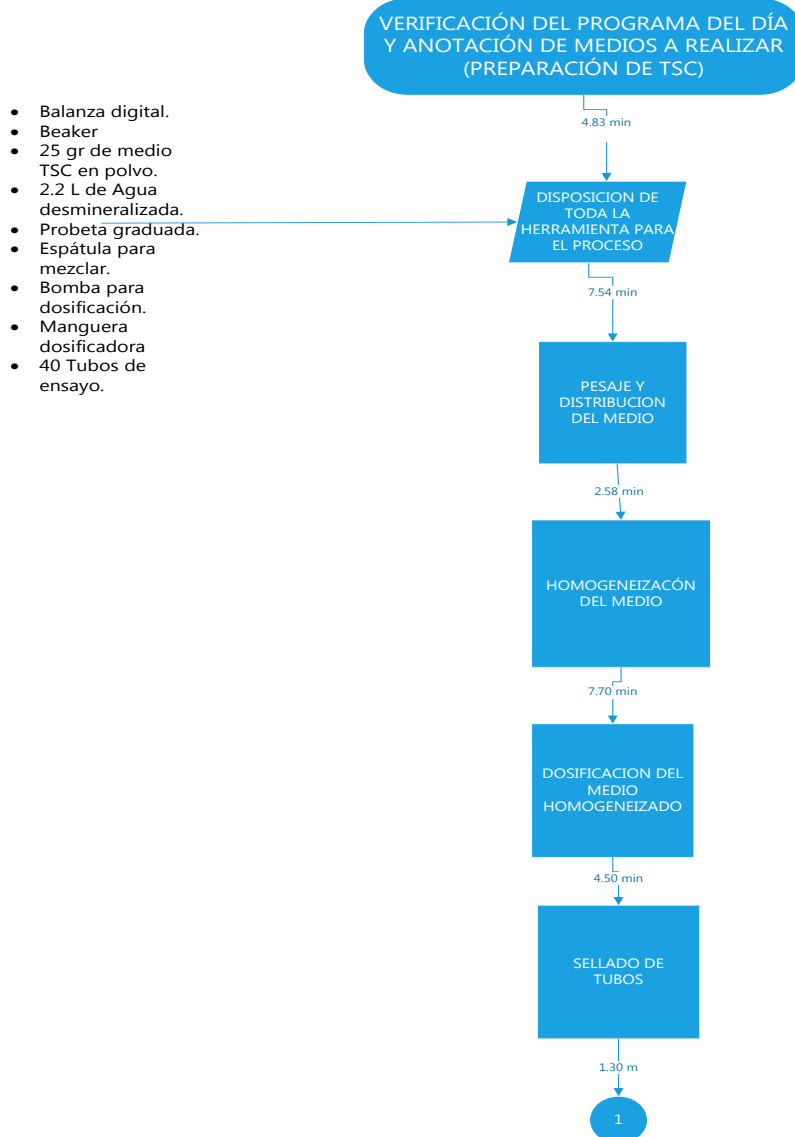 VERIFICACIÓN DEL PROGRAMA DEL DÍA
Y ANOTACIÓN DE MEDIOS A REALIZAR
(PREPARACIÓN DE TSC)
4.83 min
• Balanza digital.
• Beaker
• 25 gr de medio
TSC en polvo.
• 2.2 L de Agua
desmineralizada.
• Probeta graduada.
• Espátula para
mezclar.
• Bomba para
dosificación.
• Manguera
dosificadora
• 40 Tubos de
ensayo.
DISPOSICION DE
TODA LA
HERRAMIENTA PARA
EL PROCESO
7.54 min
PESAJE Y
DISTRIBUCION
DEL MEDIO
2.58 min
HOMOGENEIZACÓN
DEL MEDIO
7.70 min
DOSIFICACION DEL
MEDIO
HOMOGENEIZADO
4.50 min
SELLADO DE
TUBOS
1.30 m
1